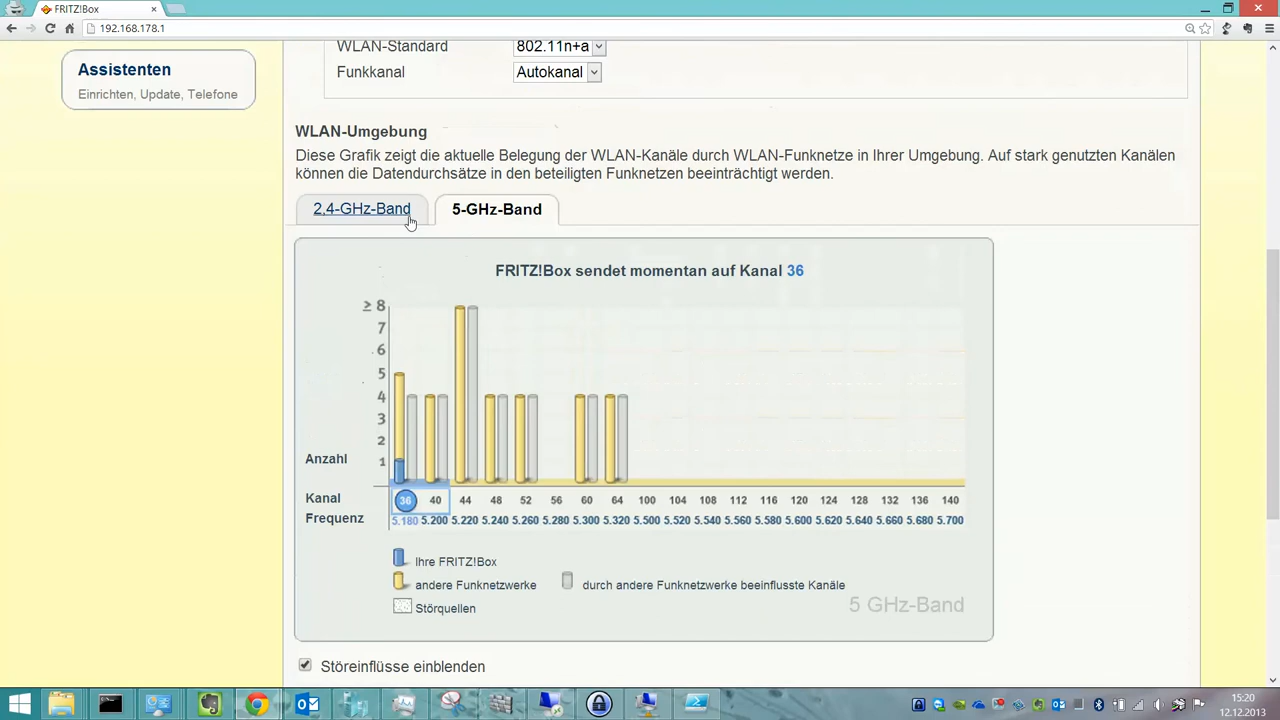 FRITZ!Box
192.168.178.1
Assistenten
Einrichten, Update, Telefone
WLAN-Standard 802.11n+a
Funkkanal Autokanal
WLAN-Umgebung
Diese Grafik zeigt die aktuelle Belegung der WLAN-Kanäle durch WLAN-Funknetze in Ihrer Umgebung. Auf stark genutzten Kanälen
können die Datendurchsätze in den beteiligten Funknetzen beeinträchtigt werden.
2,4-GHz-Band 5-GHz-Band
FRITZ!Box sendet momentan auf Kanal 36
≥ 8
7
6
5
4
3
2
Anzahl 1
Kanal 36 40 44 48 52 56 60 64 100 104 108 112 116 120 124 128 132 136 140
Frequenz 5.180 5.200 5.220 5.240 5.260 5.280 5.300 5.320 5.500 5.520 5.540 5.560 5.580 5.600 5.620 5.640 5.660 5.680 5.700
Ihre FRITZ!Box
andere Funknetzwerke durch andere Funknetzwerke beeinflusste Kanäle
Störquellen
5 GHz-Band
Störeinflüsse einblenden
15:20
12.12.2013